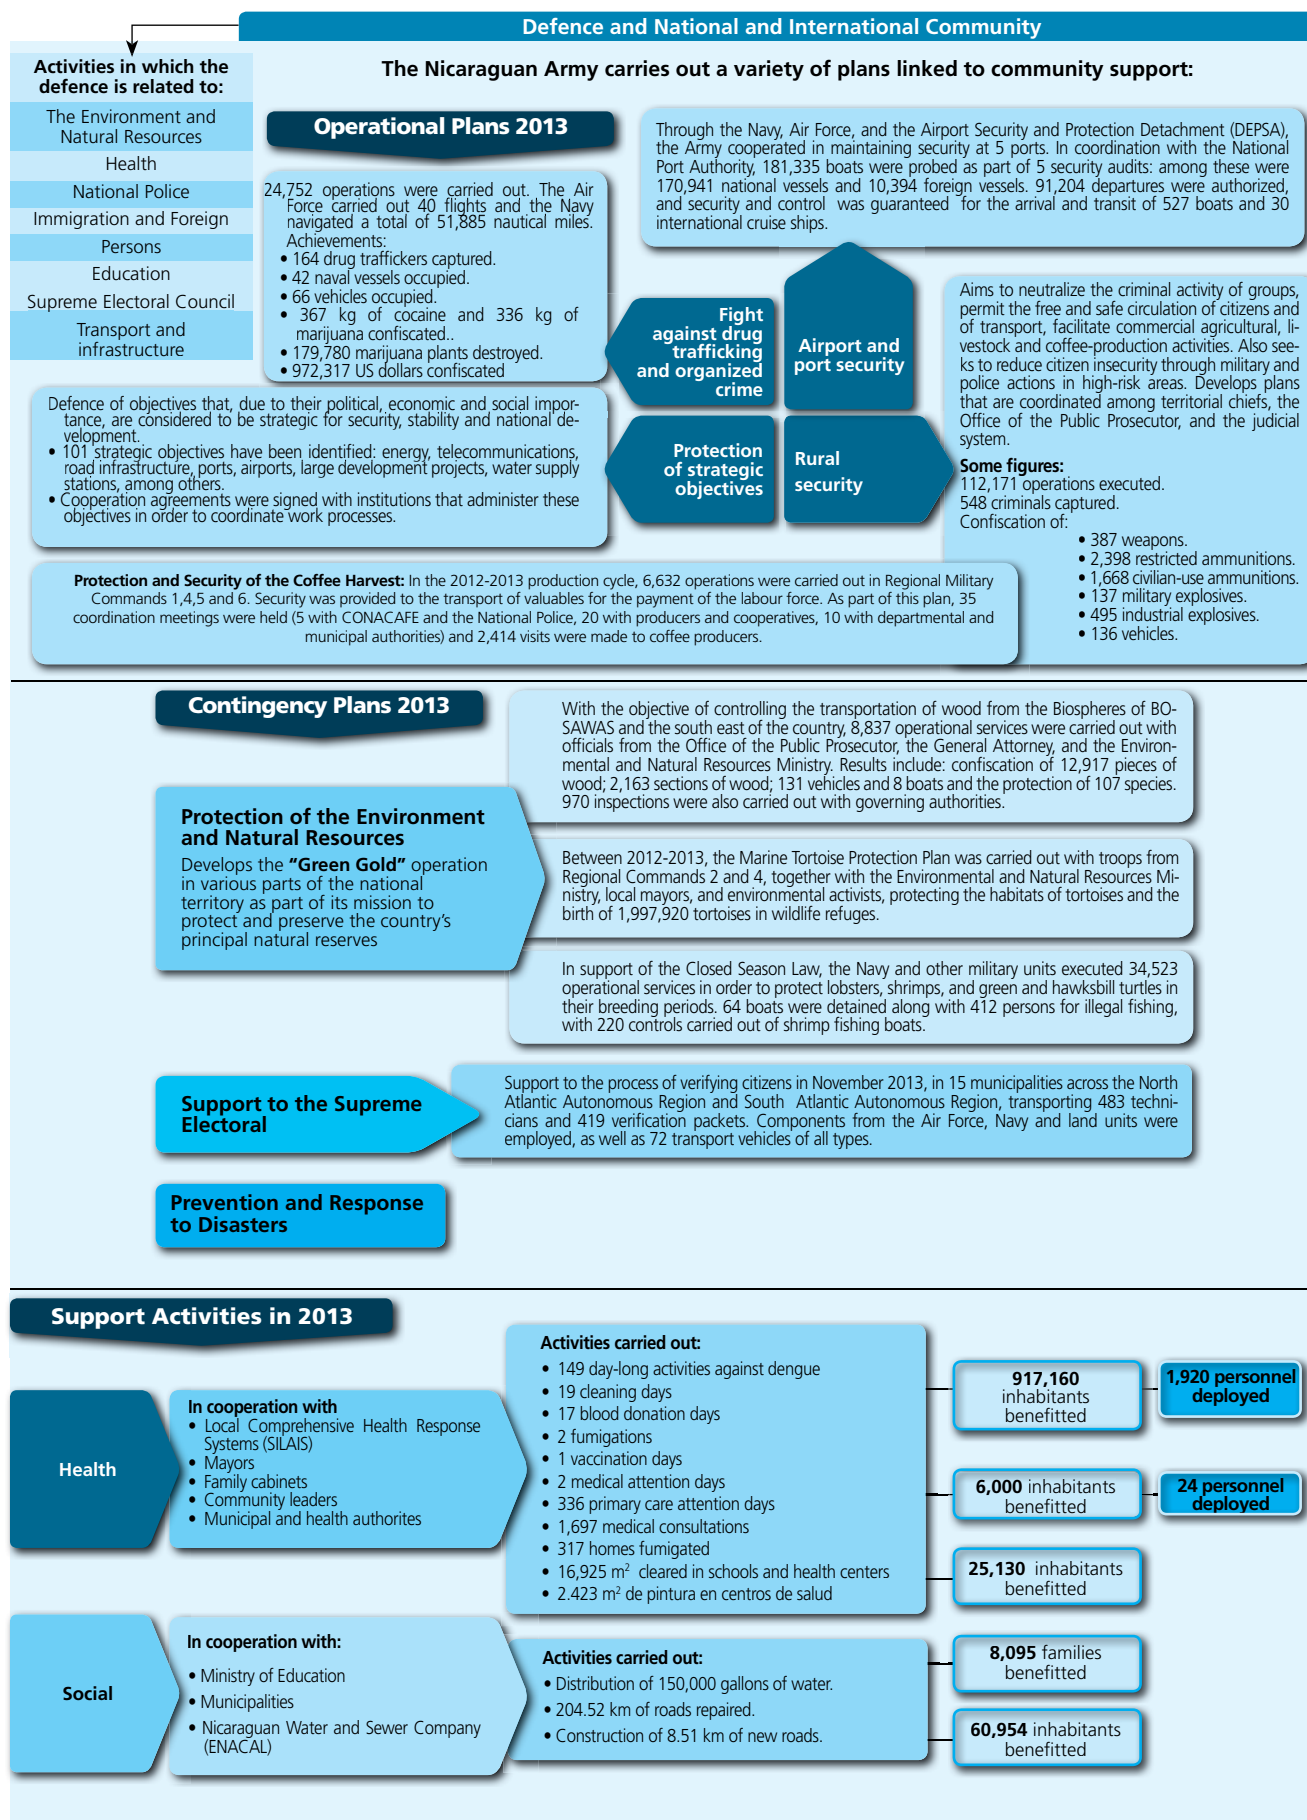 Defence and National and International Community
Activities in which the
defence is related to:
The Environment and
Natural Resources
Health
National Police
Immigration and Foreign
Persons
Education
Supreme Electoral Council
Transport and
infrastructure
The Nicaraguan Army carries out a variety of plans linked to community support:
Operational Plans 2013
24,752 operations were carried out. The Air
Force carried out 40 flights and the Navy
navigated a total of 51,885 nautical miles.
Achievements:
• 164 drug traffickers captured.
• 42 naval vessels occupied.
• 66 vehicles occupied.
• 367 kg of cocaine and 336 kg of
marijuana confiscated..
• 179,780 marijuana plants destroyed.
• 972,317 US dollars confiscated
Through the Navy, Air Force, and the Airport Security and Protection Detachment (DEPSA),
the Army cooperated in maintaining security at 5 ports. In coordination with the National
Port Authority, 181,335 boats were probed as part of 5 security audits: among these were
170,941 national vessels and 10,394 foreign vessels. 91,204 departures were authorized,
and security and control was guaranteed for the arrival and transit of 527 boats and 30
international cruise ships.
Fight
against drug
trafficking
and organized
crime
Airport and
port security
Protection
of strategic
objectives
Rural
security
Defence of objectives that, due to their political, economic and social impor-
tance, are considered to be strategic for security, stability and national de-
velopment.
• 101 strategic objectives have been identified: energy, telecommunications,
road infrastructure, ports, airports, large development projects, water supply
stations, among others.
• Cooperation agreements were signed with institutions that administer these
objectives in order to coordinate work processes.
Aims to neutralize the criminal activity of groups,
permit the free and safe circulation of citizens and
of transport, facilitate commercial agricultural, li-
vestock and coffee-production activities. Also see-
ks to reduce citizen insecurity through military and
police actions in high-risk areas. Develops plans
that are coordinated among territorial chiefs, the
Office of the Public Prosecutor, and the judicial
system.
Some figures:
112,171 operations executed.
548 criminals captured.
Confiscation of:
• 387 weapons.
• 2,398 restricted ammunitions.
• 1,668 civilian-use ammunitions.
• 137 military explosives.
• 495 industrial explosives.
• 136 vehicles.
Protection and Security of the Coffee Harvest: In the 2012-2013 production cycle, 6,632 operations were carried out in Regional Military
Commands 1,4,5 and 6. Security was provided to the transport of valuables for the payment of the labour force. As part of this plan, 35
coordination meetings were held (5 with CONACAFE and the National Police, 20 with producers and cooperatives, 10 with departmental and
municipal authorities) and 2,414 visits were made to coffee producers.
Contingency Plans 2013
Protection of the Environment
and Natural Resources
Develops the "Green Gold" operation
in various parts of the national
territory as part of its mission to
protect and preserve the country's
principal natural reserves
With the objective of controlling the transportation of wood from the Biospheres of BO-
SAWAS and the south east of the country, 8,837 operational services were carried out with
officials from the Office of the Public Prosecutor, the General Attorney, and the Environ-
mental and Natural Resources Ministry. Results include: confiscation of 12,917 pieces of
wood; 2,163 sections of wood; 131 vehicles and 8 boats and the protection of 107 species.
970 inspections were also carried out with governing authorities.
Between 2012-2013, the Marine Tortoise Protection Plan was carried out with troops from
Regional Commands 2 and 4, together with the Environmental and Natural Resources Mi-
nistry, local mayors, and environmental activists, protecting the habitats of tortoises and the
birth of 1,997,920 tortoises in wildlife refuges.
In support of the Closed Season Law, the Navy and other military units executed 34,523
operational services in order to protect lobsters, shrimps, and green and hawksbill turtles in
their breeding periods. 64 boats were detained along with 412 persons for illegal fishing,
with 220 controls carried out of shrimp fishing boats.
Support to the Supreme
Electoral
Support to the process of verifying citizens in November 2013, in 15 municipalities across the North
Atlantic Autonomous Region and South Atlantic Autonomous Region, transporting 483 techni-
cians and 419 verification packets. Components from the Air Force, Navy and land units were
employed, as well as 72 transport vehicles of all types.
Prevention and Response
to Disasters
Support Activities in 2013
Health
In cooperation with
• Local Comprehensive Health Response
Systems (SILAIS)
• Mayors
• Family cabinets
• Community leaders
• Municipal and health authorites
Activities carried out:
• 149 day-long activities against dengue
• 19 cleaning days
• 17 blood donation days
• 2 fumigations
• 1 vaccination days
• 2 medical attention days
• 336 primary care attention days
• 1,697 medical consultations
• 317 homes fumigated
• 16,925 m² cleared in schools and health centers
• 2.423 m² de pintura en centros de salud
917,160
inhabitants
benefitted
1,920 personnel
deployed
6,000 inhabitants
benefitted
24 personnel
deployed
25,130 inhabitants
benefitted
Social
In cooperation with:
• Ministry of Education
• Municipalities
• Nicaraguan Water and Sewer Company
(ENACAL)
Activities carried out:
• Distribution of 150,000 gallons of water.
• 204.52 km of roads repaired.
• Construction of 8.51 km of new roads.
8,095 families
benefitted
60,954 inhabitants
benefitted